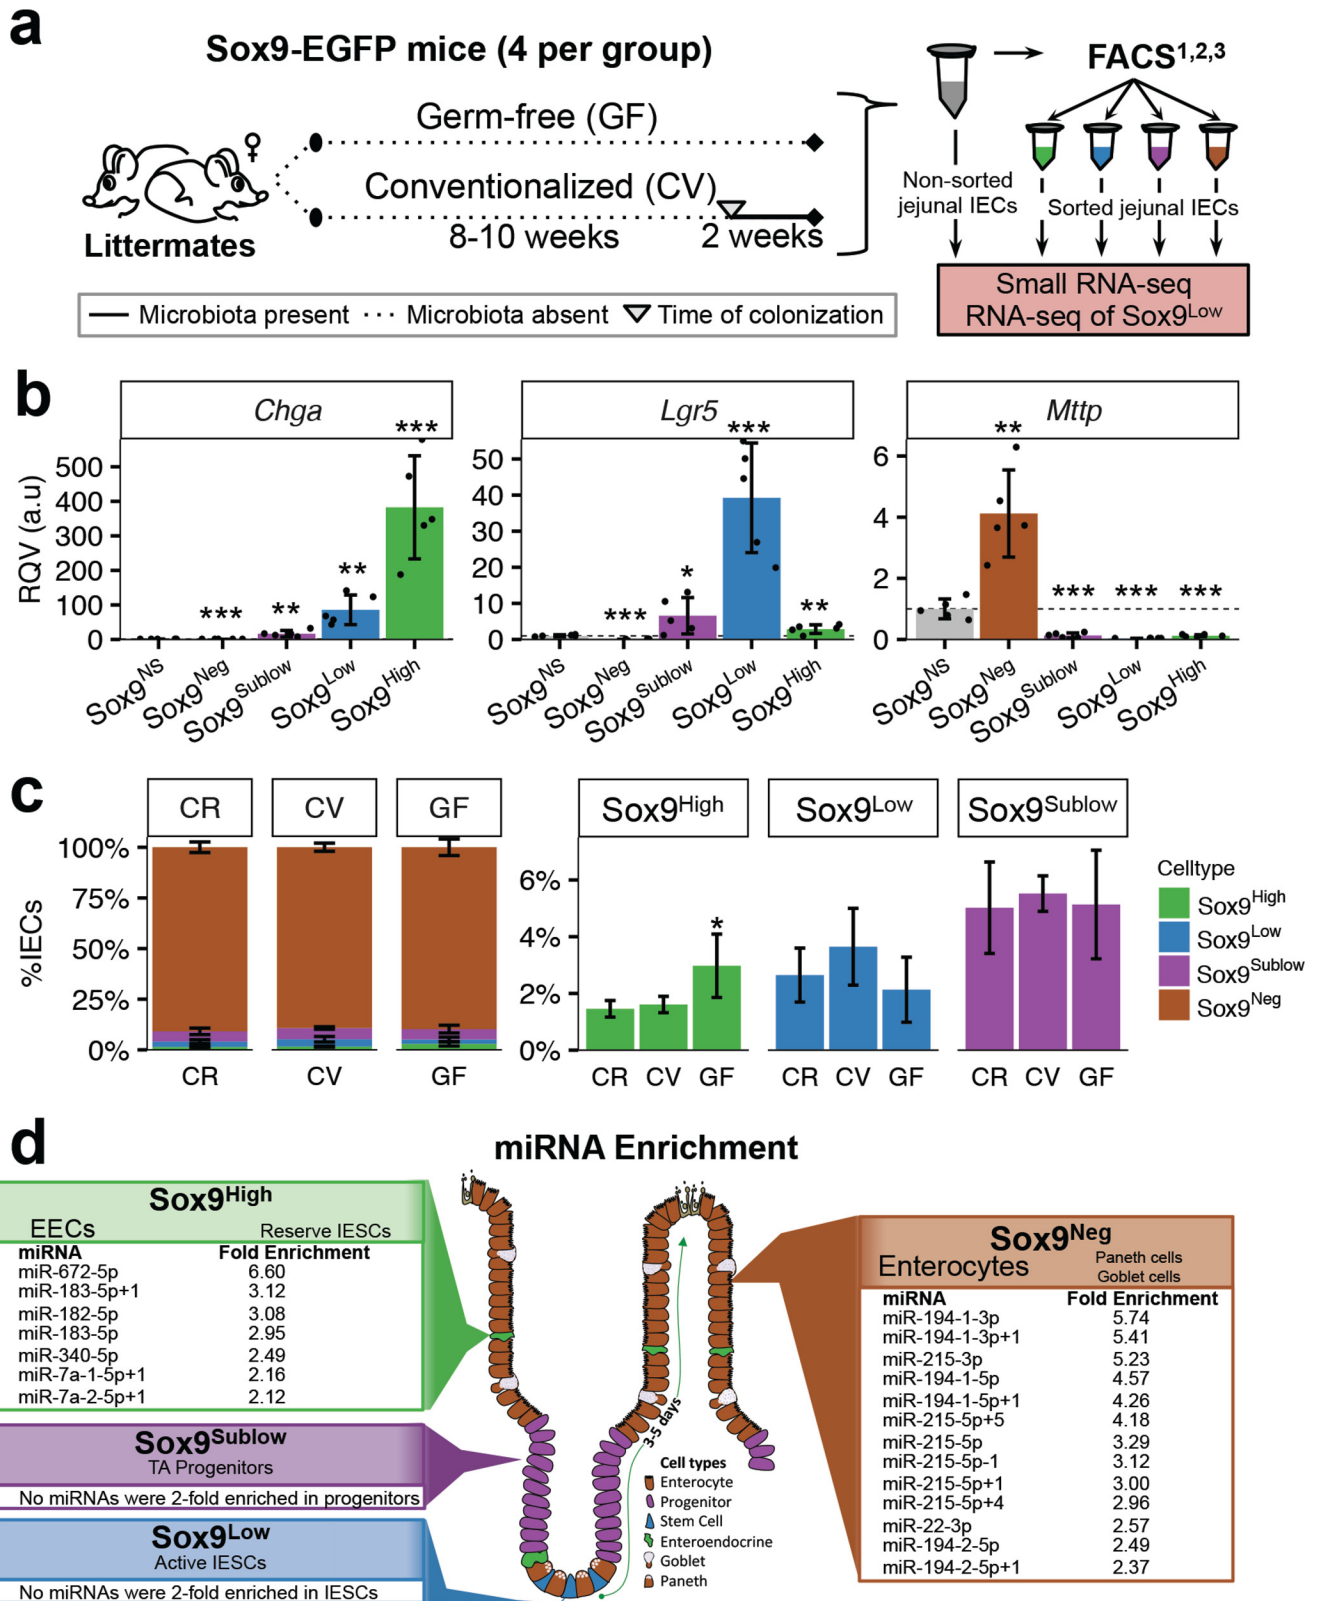 a
Sox9-EGFP mice (4 per group)
FACS1,2,3
Germ-free (GF)
♀
Conventionalized (CV)
Littermates
8-10 weeks
2 weeks
Non-sorted
jejunal IECs
Sorted jejunal IECs
Microbiota present
Microbiota absent
Time of colonization
Small RNA-seq
RNA-seq of Sox9Low
b
Chga
Lgr5
Mttp
RQV (a.u)
500
400
300
200
100
0
*** ** ** ***
Sox9NS
Sox9Neg
Sox9Sublow
Sox9Low
Sox9High
50
40
30
20
10
0
*** * *** **
Sox9NS
Sox9Neg
Sox9Sublow
Sox9Low
Sox9High
6
4
2
0
** *** *** ***
Sox9NS
Sox9Neg
Sox9Sublow
Sox9Low
Sox9High
c
CR
CV
GF
%IECs
100%
75%
50%
25%
0%
CR
CV
GF
Sox9High
Sox9Low
Sox9Sublow
6%
4%
2%
0%
*
CR CV GF
CR CV GF
CR CV GF
Celltype
Sox9High
Sox9Low
Sox9Sublow
Sox9Neg
d
miRNA Enrichment
Sox9High
EECs Reserve IESCs
miRNA Fold Enrichment
miR-672-5p 6.60
miR-183-5p+1 3.12
miR-182-5p 3.08
miR-183-5p 2.95
miR-340-5p 2.49
miR-7a-1-5p+1 2.16
miR-7a-2-5p+1 2.12
Sox9Sublow
TA Progenitors
No miRNAs were 2-fold enriched in progenitors
Sox9Low
Active IESCs
No miRNAs were 2-fold enriched in IESCs
3-5 days
Cell types
Enterocyte
Progenitor
Stem Cell
Enteroendocrine
Goblet
Paneth
Sox9Neg
Enterocytes
Paneth cells
Goblet cells
miRNA Fold Enrichment
miR-194-1-3p 5.74
miR-194-1-3p+1 5.41
miR-215-3p 5.23
miR-194-1-5p 4.57
miR-194-1-5p+1 4.26
miR-215-5p+5 4.18
miR-215-5p 3.29
miR-215-5p-1 3.12
miR-215-5p+1 3.00
miR-215-5p+4 2.96
miR-22-3p 2.57
miR-194-2-5p 2.49
miR-194-2-5p+1 2.37